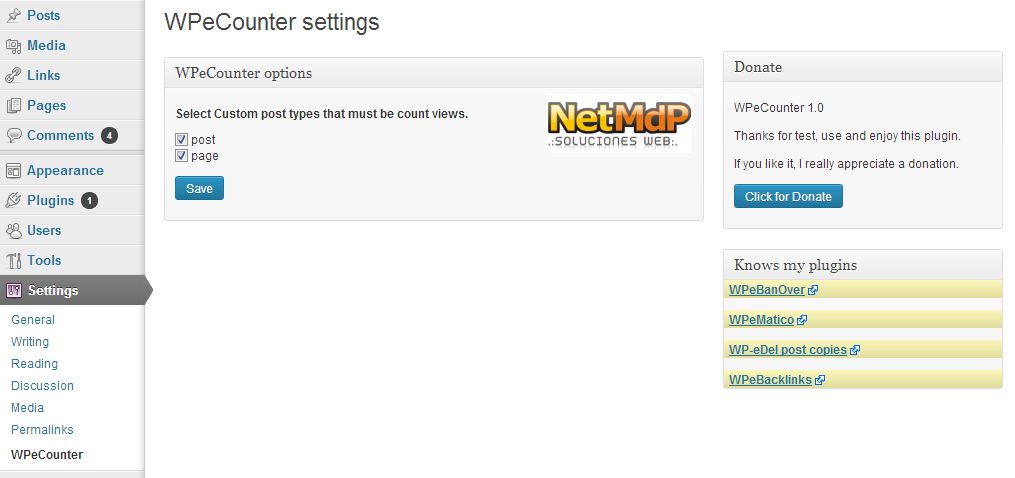 Posts
Media
Links
Pages
Comments 4
Appearance
Plugins 1
Users
Tools
Settings
General
Writing
Reading
Discussion
Media
Permalinks
WPeCounter
WPeCounter settings
WPeCounter options
Select Custom post types that must be count views.
post
page
Save
NetMdP
.:SOLUCIONES WEB:.
Donate
WPeCounter 1.0
Thanks for test, use and enjoy this plugin.
If you like it, I really appreciate a donation.
Click for Donate
Knows my plugins
WPeBanOver
WPeMatico
WP-eDel post copies
WPeBacklinks